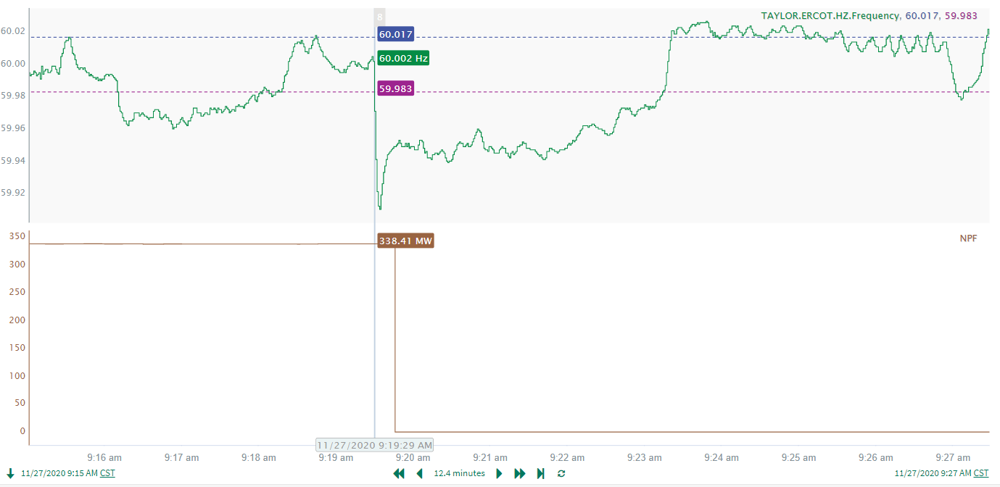 8
TAYLOR.ERCOT.HZ.Frequency, 60.017, 59.983
60.02
60.017
60.00
60.002 Hz
59.98
59.983
59.96
59.94
59.92
350
338.41 MW
NPF
300
250
200
150
100
50
0
11/27/2020 9:19:29 AM
9:16 am 9:17 am 9:18 am 9:19 am 9:20 am 9:21 am 9:22 am 9:23 am 9:24 am 9:25 am 9:26 am 9:27 am
11/27/2020 9:15 AM CST 12.4 minutes 11/27/2020 9:27 AM CST